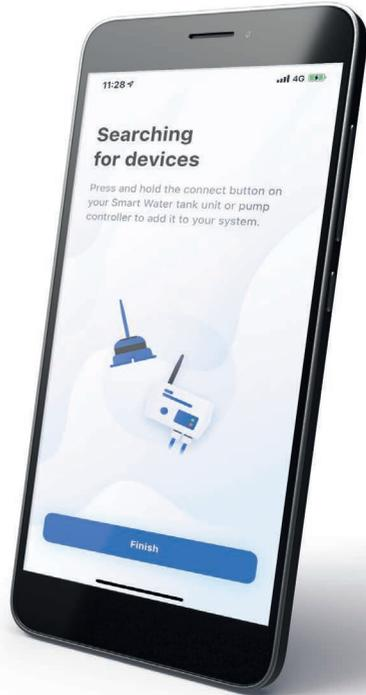 11:28
4G
Searching
for devices
Press and hold the connect button on
your Smart Water tank unit or pump
controller to add it to your system.
Finish